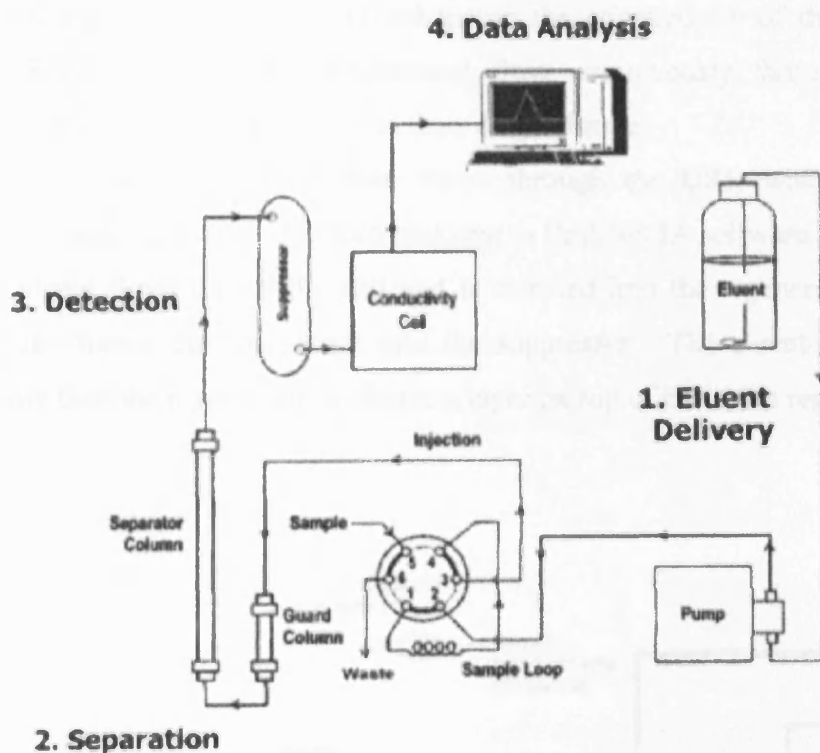 4. Data Analysis
3. Detection
Suppressor
Conductivity
Cell
Eluent
1. Eluent
Delivery
Injection
Separator
Column
Sample
5
4
6
3
1
2
Guard
Column
Pump
Waste
Sample Loop
2. Separation